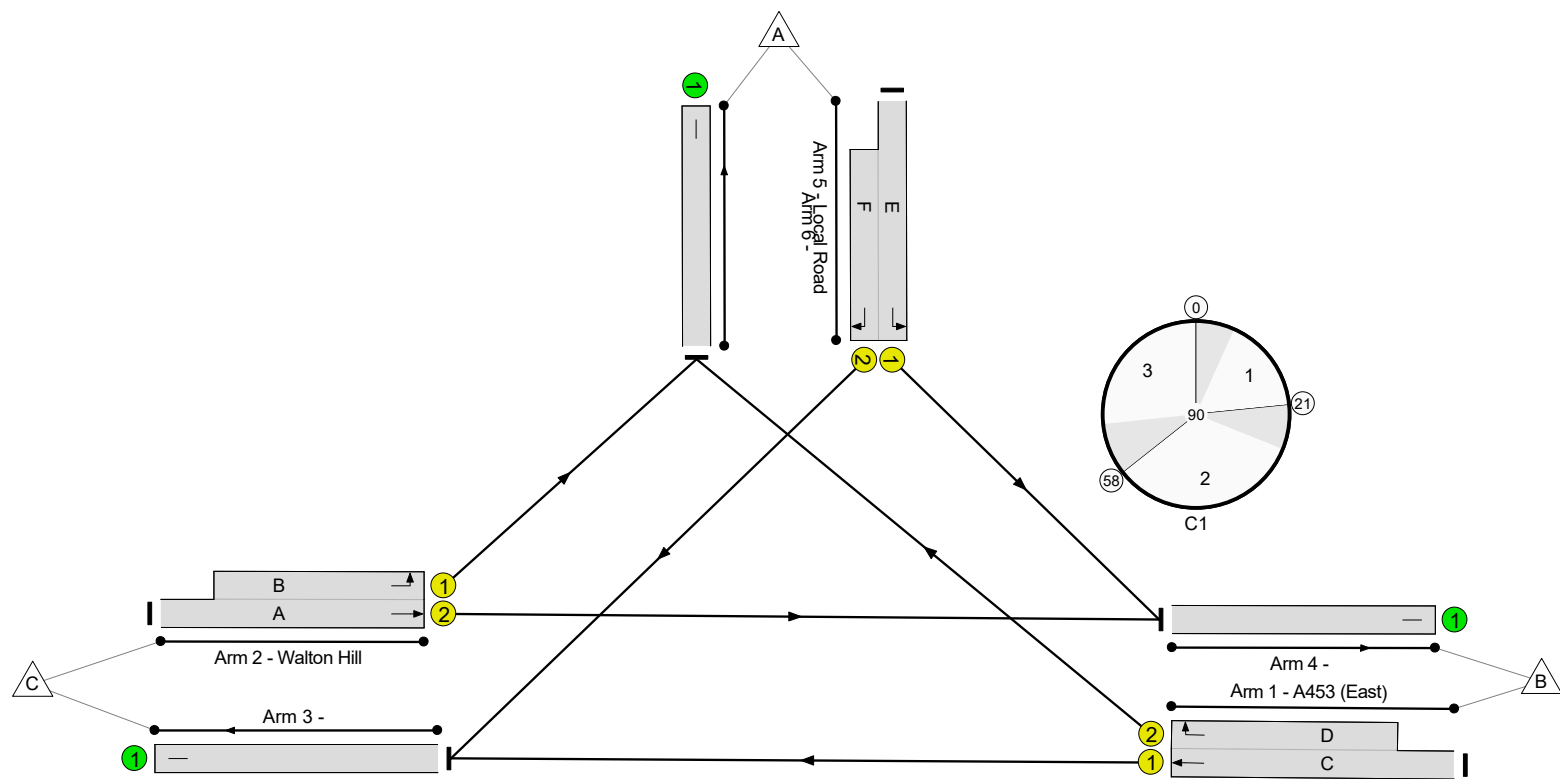 A
1
Arm 5 - Local Road
Arm 6 -
F
E
2
1
0
3
1
21
90
58
2
C1
B
1
A
2
Arm 2 - Walton Hill
C
Arm 3 -
1
1
Arm 4 -
Arm 1 - A453 (East)
B
2
D
1
C